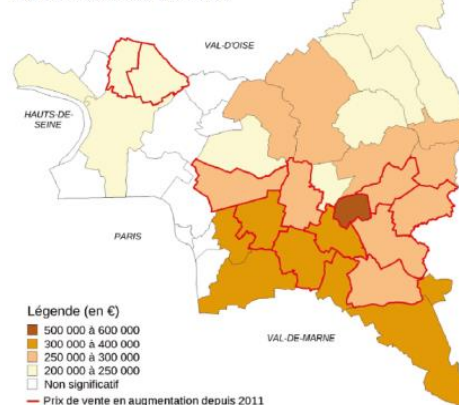 VAL-D'OISE
HAUTS-DE-
SEINE
PARIS
VAL-DE-MARNE
Légende (en €)
500 000 à 600 000
300 000 à 400 000
250 000 à 300 000
200 000 à 250 000
Non significatif
Prix de vente en augmentation depuis 2011